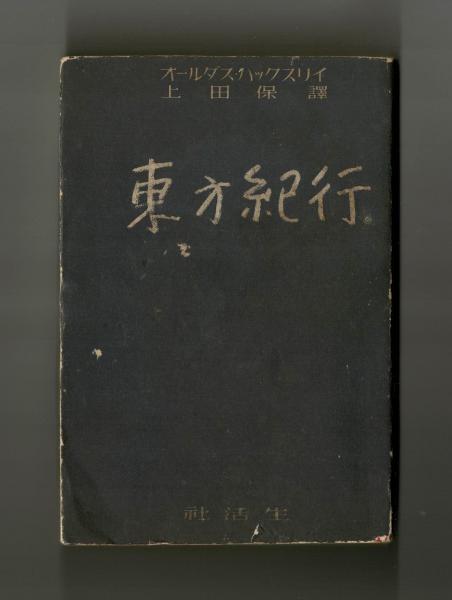 オールダス・ハックスリイ
上田保譯
東方紀行
社活生